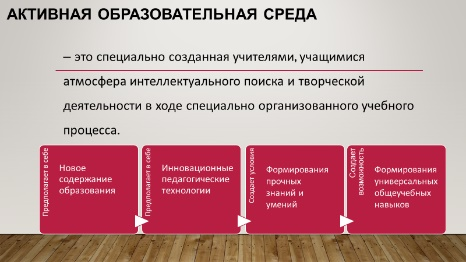 АКТИВНАЯ ОБРАЗОВАТЕЛЬНАЯ СРЕДА
– это специально созданная учителями, учащимися
атмосфера интеллектуального поиска и творческой
деятельности в ходе специально организованного учебного
процесса.
Предполагает в себе
Новое
содержание
образования
Предполагает в себе
Инновационные
педагогические
технологии
Создает условия
Формирования
прочных
знаний и
умений
Создает
возможность
Формирования
универсальных
общеучебных
навыков